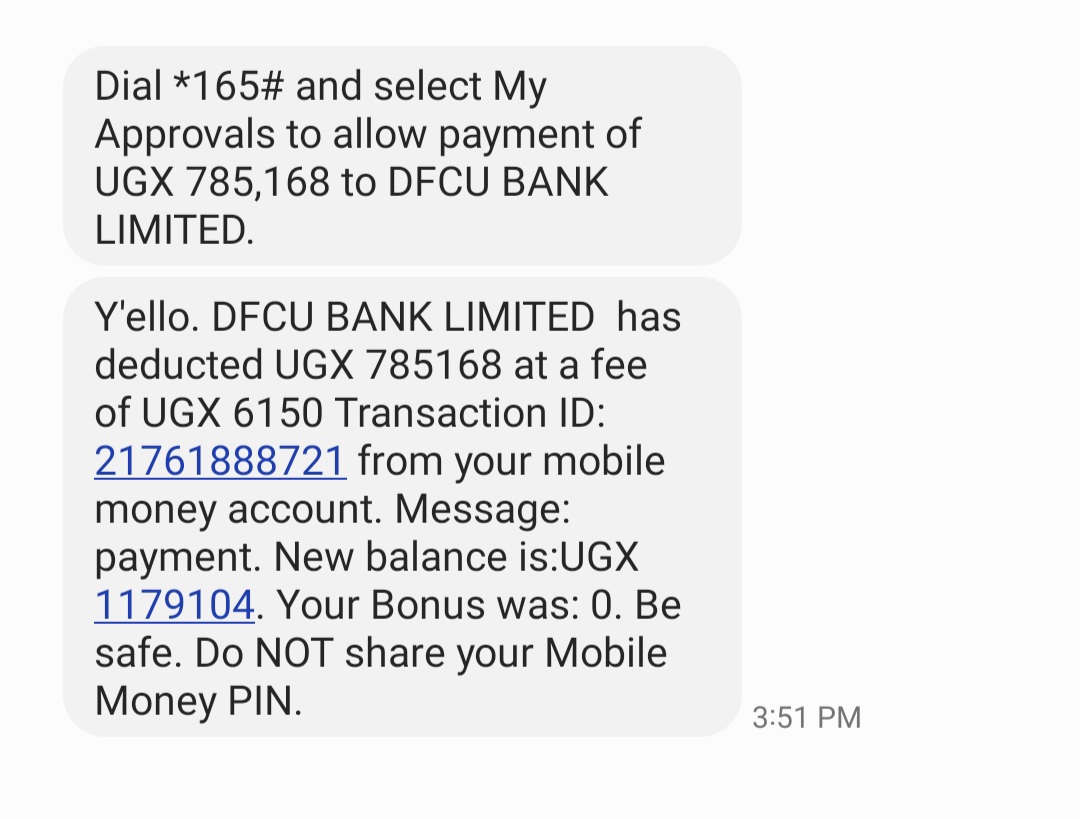 Dial *165# and select My
Approvals to allow payment of
UGX 785,168 to DFCU BANK
LIMITED.
Y'ello. DFCU BANK LIMITED  has
deducted UGX 785168 at a fee
of UGX 6150 Transaction ID:
21761888721 from your mobile
money account. Message:
payment. New balance is:UGX
1179104. Your Bonus was: 0. Be
safe. Do NOT share your Mobile
Money PIN.
3:51 PM